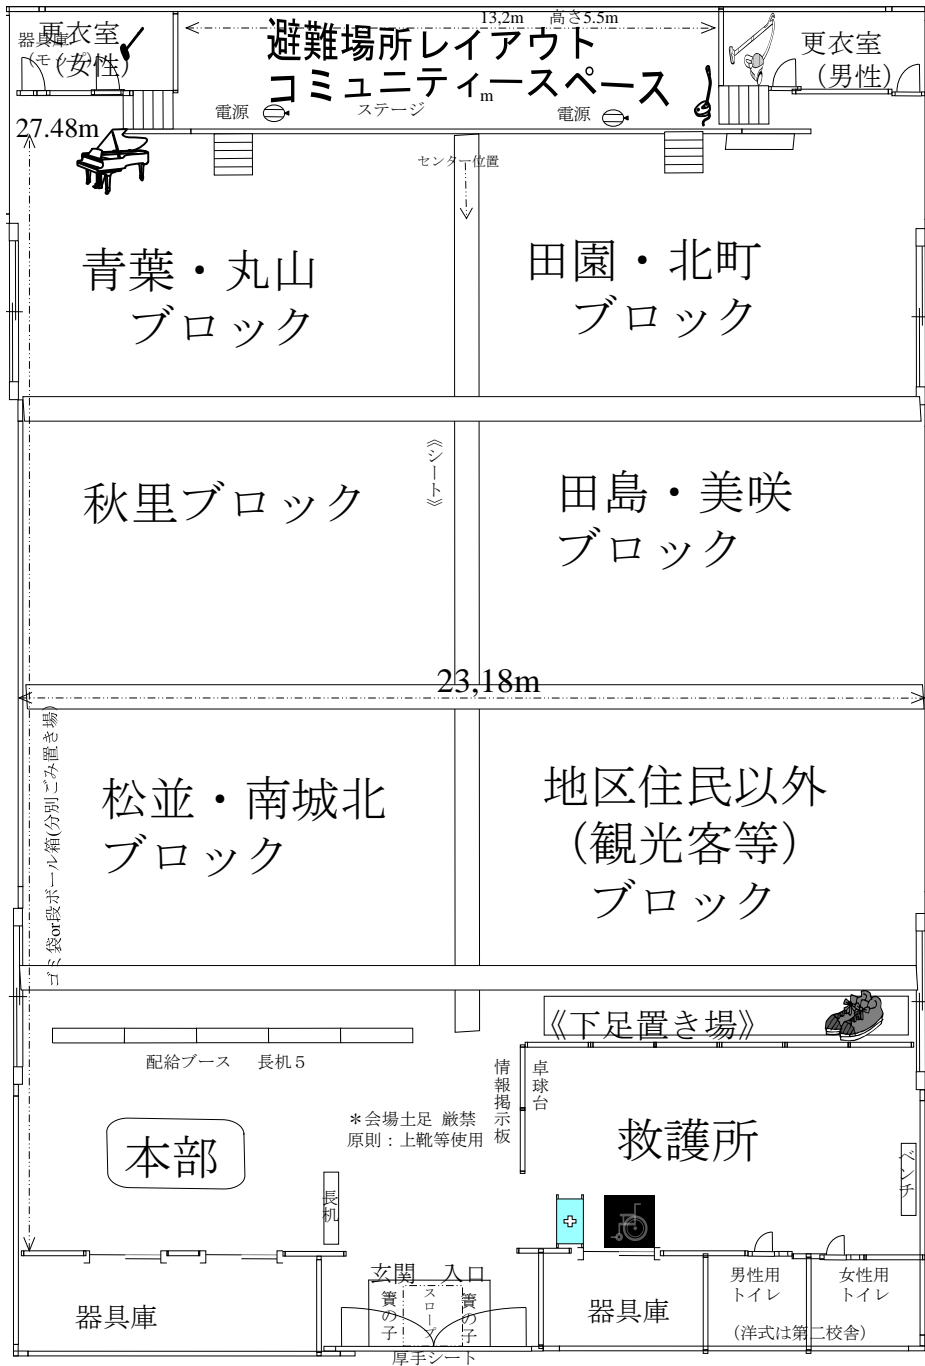 13,2m 高さ5.5m
避難場所レイアウト
コミュニティースペース
m
器具庫
(モップ)
更衣室
(女性)
更衣室
(男性)
電源
ステージ
電源
27.48m
センター位置
青葉・丸山
ブロック
田園・北町
ブロック
《シート》
秋里ブロック
田島・美咲
ブロック
23,18m
ゴミ袋or段ボール箱(分別ごみ置き場)
松並・南城北
ブロック
地区住民以外
(観光客等)
ブロック
《下足置き場》
配給ブース 長机5
情報掲示板
卓球台
*会場土足 厳禁
原則:上靴等使用
本部
救護所
ベンチ
長机
玄関 入口
簀の子
スロープ
簀の子
器具庫
器具庫
男性用
トイレ
女性用
トイレ
(洋式は第二校舎)
厚手シート